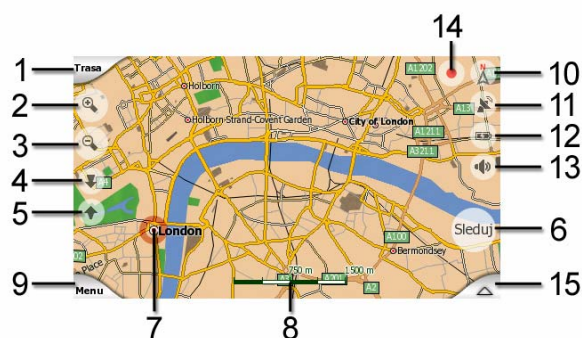 14
1
Trasa
A1202
N
10
2
Holborn
11
Holborn-Strand-Covent Garden
City of London
A1211
12
3
A3211
13
4
5
Sleduj
6
London
A100
Bermondsey
Place
750 m
1500 m
9
Menu
A2
15
7
8